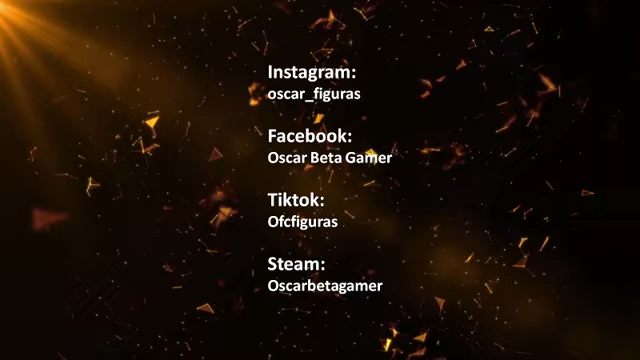 Instagram:
oscar_figuras
Facebook:
Oscar Beta Gamer
Tiktok:
Ofcfiguras
Steam:
Oscarbetagamer